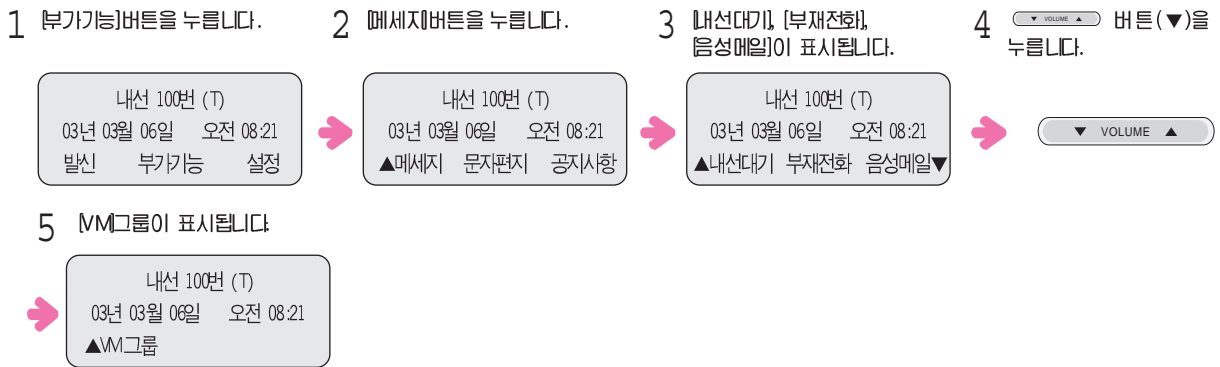 1 [부가기능]버튼을 누릅니다.
내선 100번 (T)
03년 03월 06일 오전 08:21
발신 부가기능 설정
2 [메세지]버튼을 누릅니다.
내선 100번 (T)
03년 03월 06일 오전 08:21
▲메세지 문자편지 공지사항
3 [내선대기], [부재전화],
[음성메일]이 표시됩니다.
내선 100번 (T)
03년 03월 06일 오전 08:21
▲내선대기 부재전화 음성메일▼
4 ▼ VOLUME ▲ 버튼(▼)을
누릅니다.
▼ VOLUME ▲
5 [VM]그룹이 표시됩니다.
내선 100번 (T)
03년 03월 06일 오전 08:21
▲VM그룹